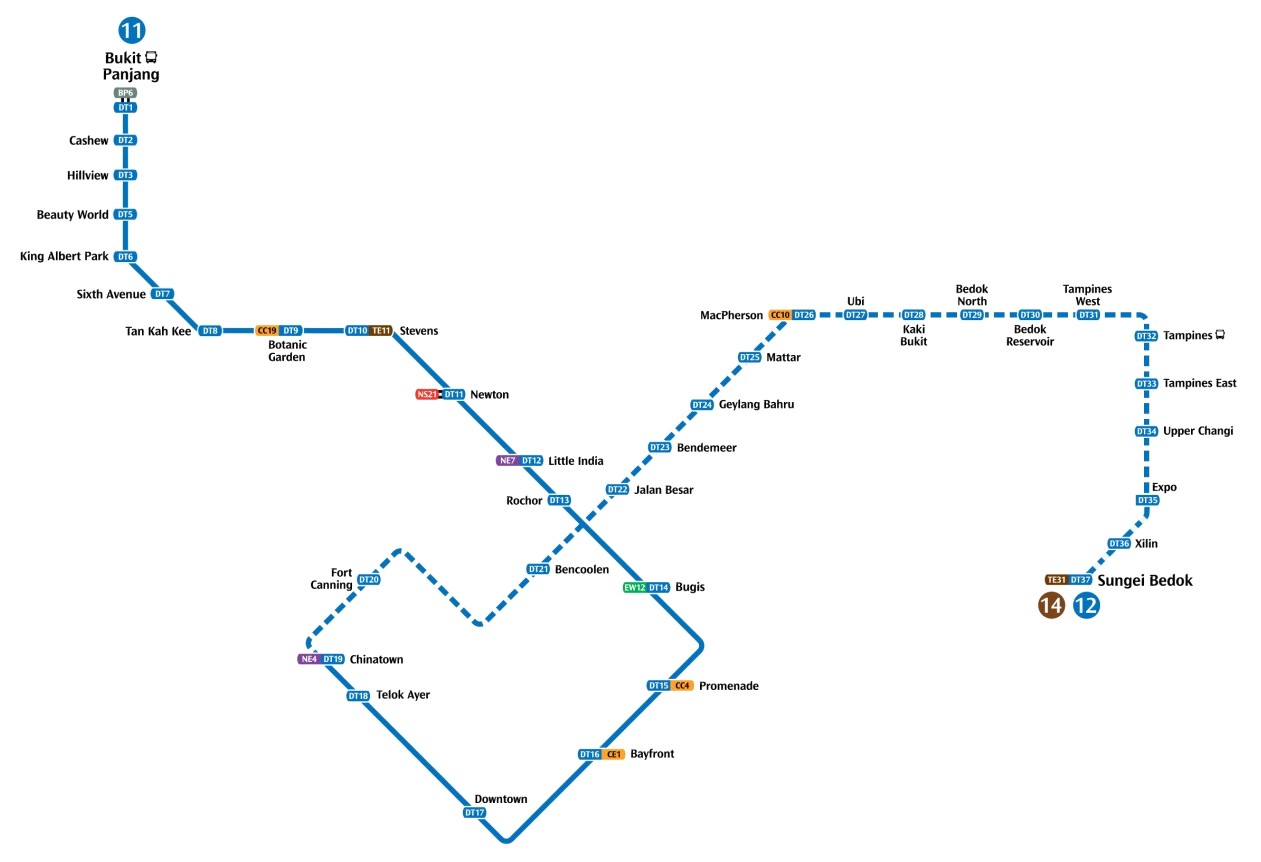 11
Bukit
Panjang
BP6
DT1
Cashew DT2
Hillview DT3
Beauty World DT5
King Albert Park DT6
Sixth Avenue DT7
Tan Kah Kee DT8
CC19 DT9
Botanic
Garden
DT10 TE11 Stevens
NS21 DT11 Newton
NE7 DT12 Little India
Rochor DT13
EW12 DT14 Bugis
DT15 CC4 Promenade
DT16 CE1 Bayfront
Downtown
DT17
DT18 Telok Ayer
NE4 DT19 Chinatown
Fort
Canning
DT20
DT21 Bencoolen
DT22 Jalan Besar
DT23 Bendemeer
DT24 Geylang Bahru
DT25 Mattar
MacPherson CC10 DT26
Ubi
DT27
DT28
Kaki
Bukit
Bedok
North
DT29
DT30
Bedok
Reservoir
Tampines
West
DT31
DT32 Tampines
DT33 Tampines East
DT34 Upper Changi
Expo
DT35
DT36 Xilin
TE31 DT37 Sungei Bedok
14 12